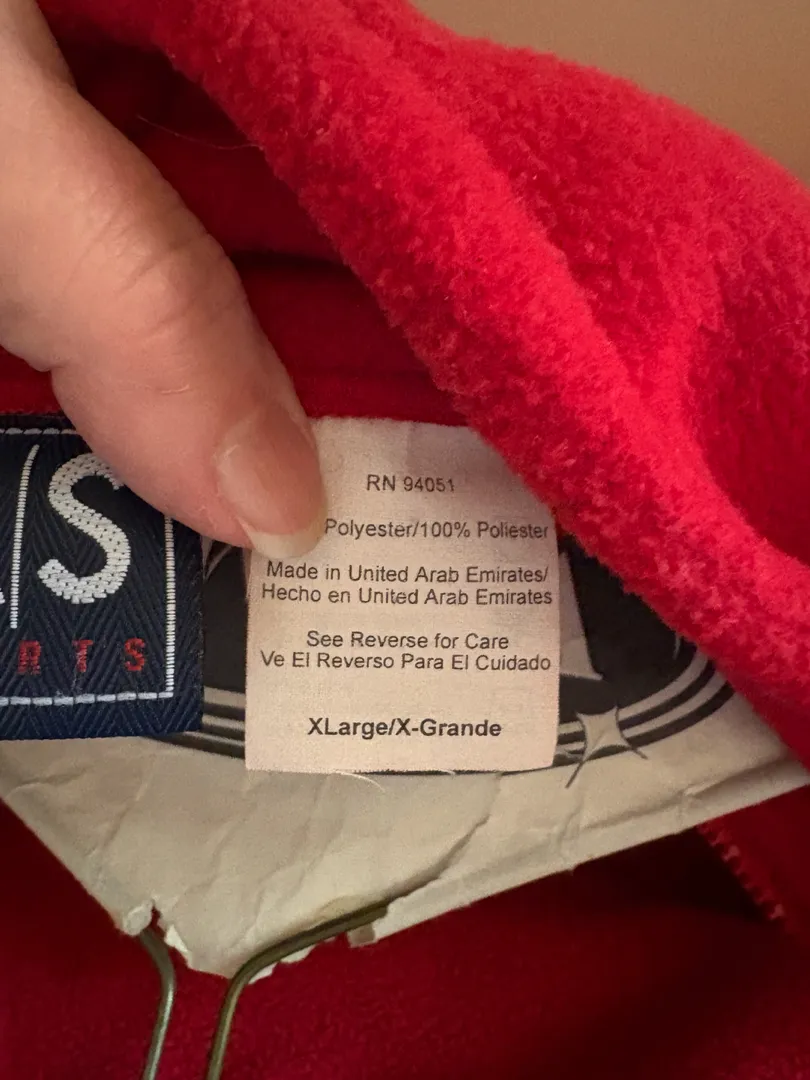 RN 94051
Polyester/100% Poliester
Made in United Arab Emirates/
Hecho en United Arab Emirates
See Reverse for Care
Ve El Reverso Para El Cuidado
XLarge/X-Grande
S
RTS